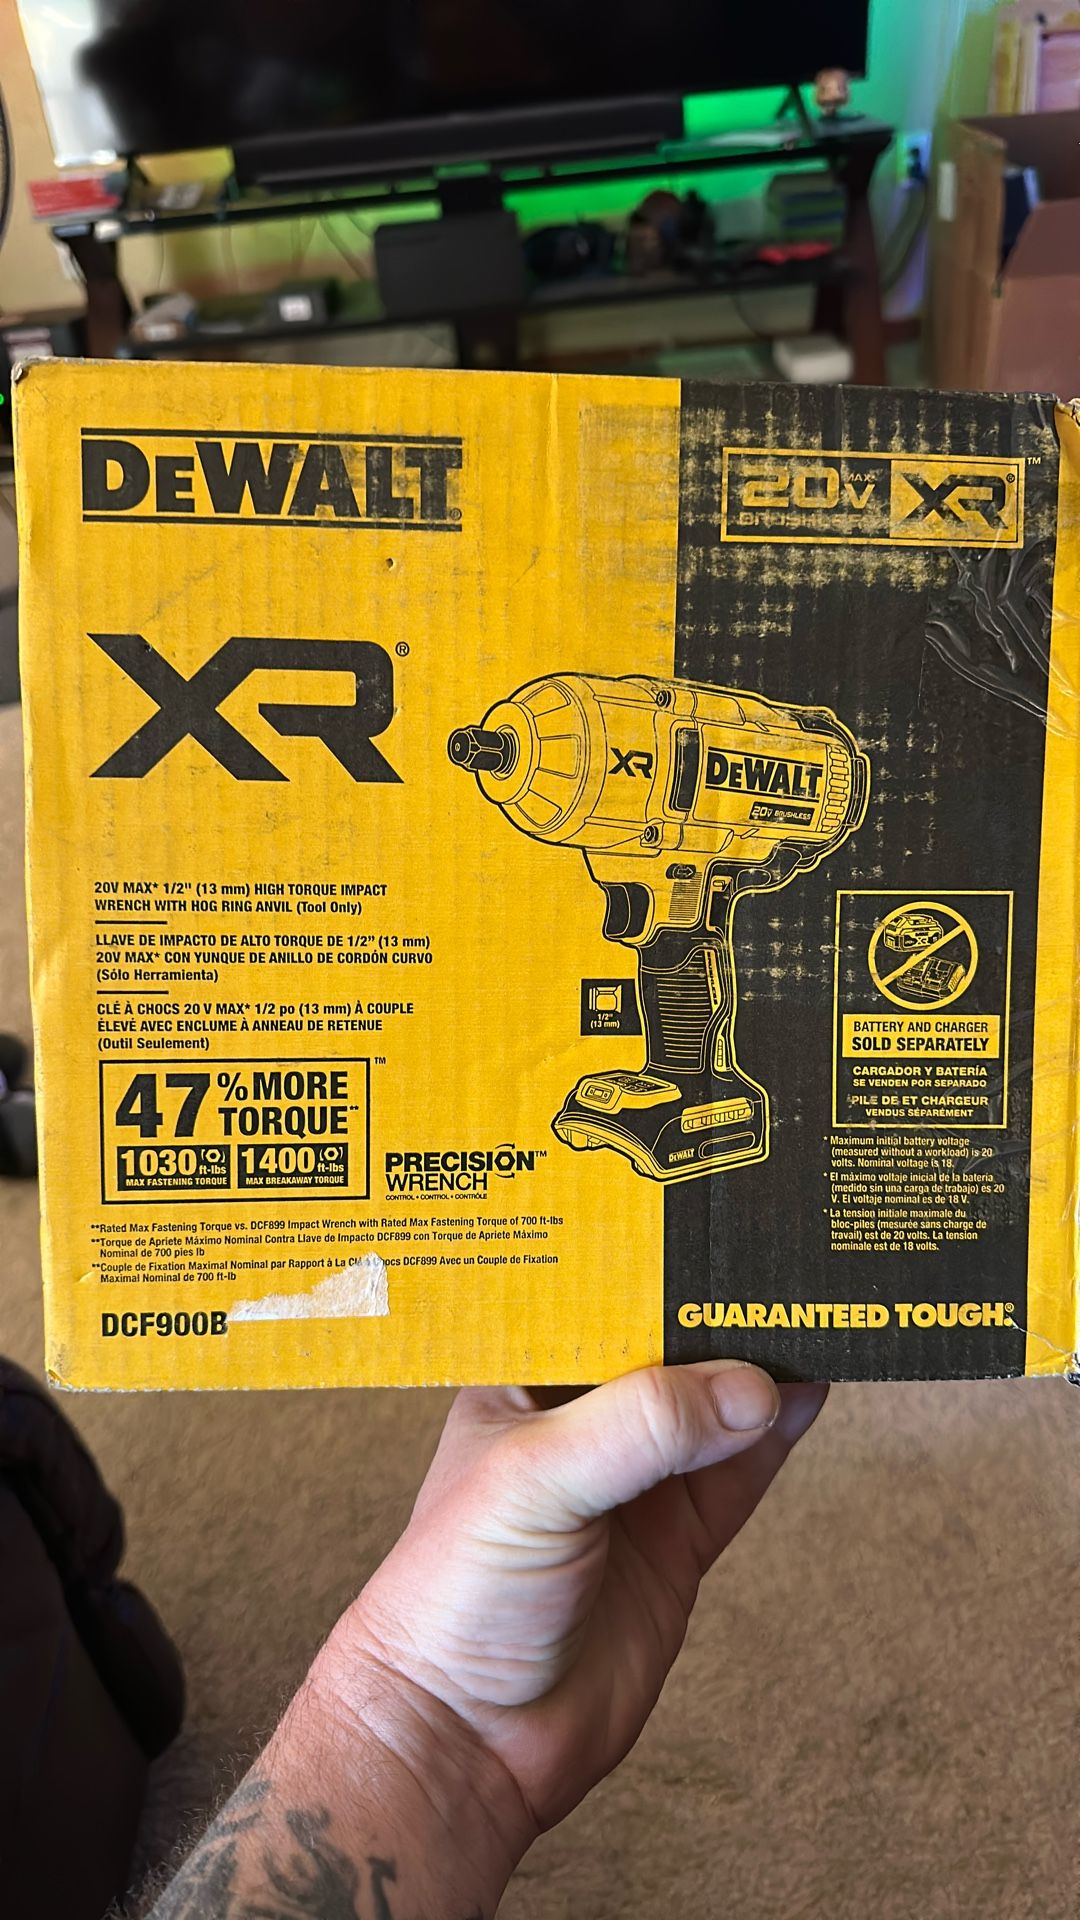 DEWALT®
20V MAX XR®™
BRUSHLESS
XR®
XR
DEWALT®
20V BRUSHLESS
20V MAX* 1/2" (13 mm) HIGH TORQUE IMPACT
WRENCH WITH HOG RING ANVIL (Tool Only)
LLAVE DE IMPACTO DE ALTO TORQUE DE 1/2” (13 mm)
20V MAX* CON YUNQUE DE ANILLO DE CORDÓN CURVO
(Sólo Herramienta)
CLÉ À CHOCS 20 V MAX* 1/2 po (13 mm) À COUPLE
ÉLEVÉ AVEC ENCLUME À ANNEAU DE RETENUE
(Outil Seulement)
1/2"
(13 mm)
DEWALT
47% MORE TORQUE**™
1030 ft-lbs
MAX FASTENING TORQUE
1400 ft-lbs
MAX BREAKAWAY TORQUE
PRECISION™
WRENCH
CONTROL • CONTROL • CONTRÔLE
**Rated Max Fastening Torque vs. DCF899 Impact Wrench with Rated Max Fastening Torque of 700 ft-lbs
**Torque de Apriete Máximo Nominal Contra Llave de Impacto DCF899 con Torque de Apriete Máximo
Nominal de 700 pies lb
**Couple de Fixation Maximal Nominal par Rapport à La Clé à Chocs DCF899 Avec un Couple de Fixation
Maximal Nominal de 700 ft-lb
DCF900B
XR
BATTERY AND CHARGER
SOLD SEPARATELY
CARGADOR Y BATERÍA
SE VENDEN POR SEPARADO
PILE DE ET CHARGEUR
VENDUS SÉPARÉMENT
* Maximum initial battery voltage
(measured without a workload) is 20
volts. Nominal voltage is 18.
* El máximo voltaje inicial de la batería
(medido sin una carga de trabajo) es 20
V. El voltaje nominal es de 18 V.
* La tension initiale maximale du
bloc-piles (mesurée sans charge de
travail) est de 20 volts. La tension
nominale est de 18 volts.
GUARANTEED TOUGH.®